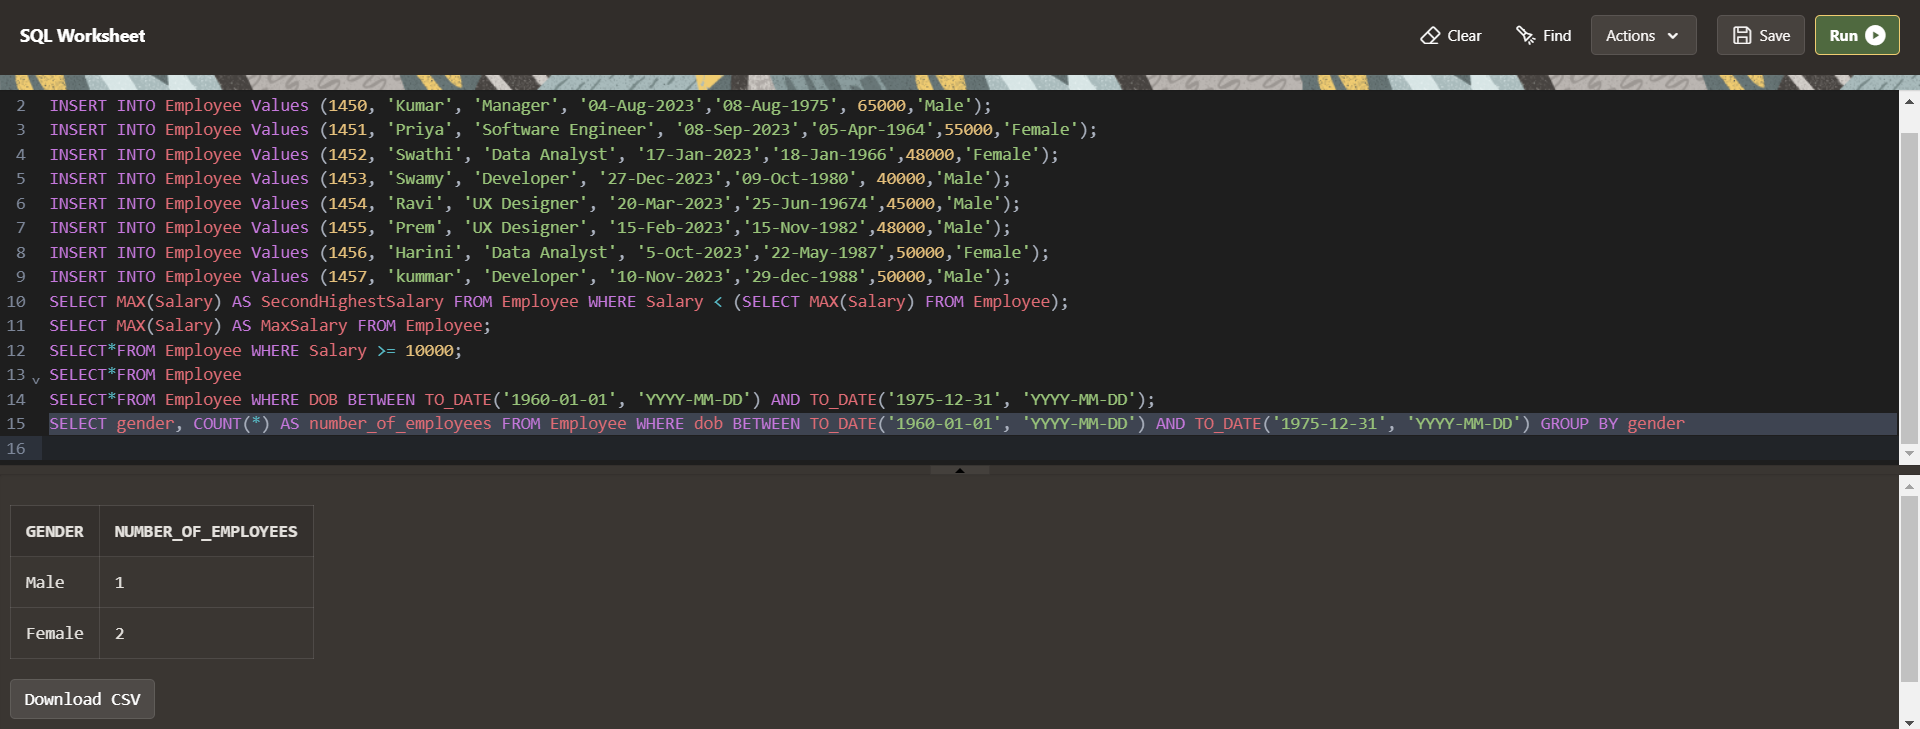 SQL Worksheet
Clear
Find
Actions
Save
Run
2 INSERT INTO Employee Values (1450, 'Kumar', 'Manager', '04-Aug-2023','08-Aug-1975', 65000,'Male');
3 INSERT INTO Employee Values (1451, 'Priya', 'Software Engineer', '08-Sep-2023','05-Apr-1964',55000,'Female');
4 INSERT INTO Employee Values (1452, 'Swathi', 'Data Analyst', '17-Jan-2023','18-Jan-1966',48000,'Female');
5 INSERT INTO Employee Values (1453, 'Swamy', 'Developer', '27-Dec-2023','09-Oct-1980', 40000,'Male');
6 INSERT INTO Employee Values (1454, 'Ravi', 'UX Designer', '20-Mar-2023','25-Jun-19674',45000,'Male');
7 INSERT INTO Employee Values (1455, 'Prem', 'UX Designer', '15-Feb-2023','15-Nov-1982',48000,'Male');
8 INSERT INTO Employee Values (1456, 'Harini', 'Data Analyst', '5-Oct-2023','22-May-1987',50000,'Female');
9 INSERT INTO Employee Values (1457, 'kummar', 'Developer', '10-Nov-2023','29-dec-1988',50000,'Male');
10 SELECT MAX(Salary) AS SecondHighestSalary FROM Employee WHERE Salary < (SELECT MAX(Salary) FROM Employee);
11 SELECT MAX(Salary) AS MaxSalary FROM Employee;
12 SELECT*FROM Employee WHERE Salary >= 10000;
13 SELECT*FROM Employee
14 SELECT*FROM Employee WHERE DOB BETWEEN TO_DATE('1960-01-01', 'YYYY-MM-DD') AND TO_DATE('1975-12-31', 'YYYY-MM-DD');
15 SELECT gender, COUNT(*) AS number_of_employees FROM Employee WHERE dob BETWEEN TO_DATE('1960-01-01', 'YYYY-MM-DD') AND TO_DATE('1975-12-31', 'YYYY-MM-DD') GROUP BY gender
16
GENDER NUMBER_OF_EMPLOYEES
Male 1
Female 2
Download CSV